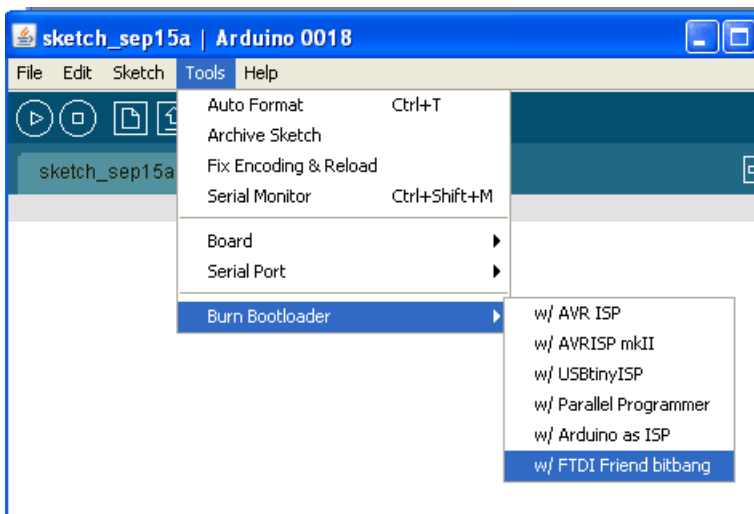 sketch_sep15a | Arduino 0018
File Edit Sketch Tools Help
Auto Format Ctrl+T
Archive Sketch
Fix Encoding & Reload
sketch_sep15a
Serial Monitor Ctrl+Shift+M
Board
Serial Port
Burn Bootloader
w/ AVR ISP
w/ AVRISP mkII
w/ USBtinyISP
w/ Parallel Programmer
w/ Arduino as ISP
w/ FTDI Friend bitbang